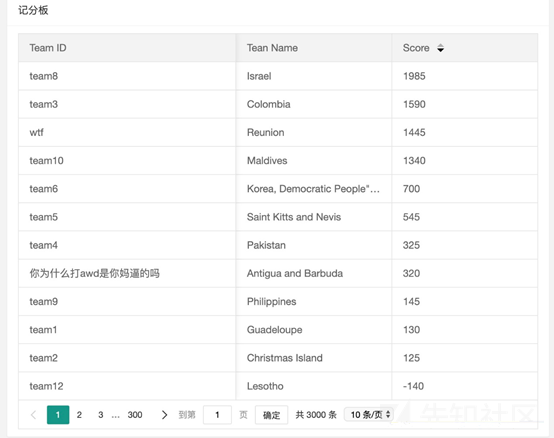 记分板
Team ID Tean Name Score
team8 Israel 1985
team3 Colombia 1590
wtf Reunion 1445
team10 Maldives 1340
team6 Korea, Democratic People"... 700
team5 Saint Kitts and Nevis 545
team4 Pakistan 325
你为什么打awd是你妈逼的吗 Antigua and Barbuda 320
team9 Philippines 145
team1 Guadeloupe 130
team2 Christmas Island 125
team12 Lesotho -140
1 2 3 ... 300 到第 1 页 确定 共 3000 条 10 条/页
先知社区